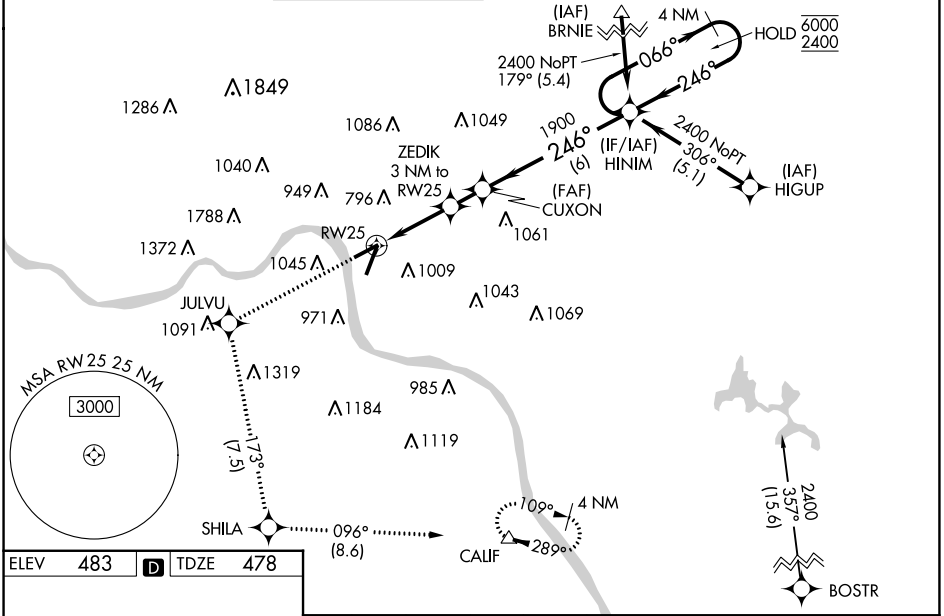 (IAF)
BRNIE
4 NM
HOLD
6000
2400
066°
246°
2400 NoPT
179° (5.4)
1849
1286
1086
1049
1900
246°
(6)
(IF/IAF)
HINIM
2400 NoPT
306°
(5.1)
(IAF)
HIGUP
ZEDIK
3 NM to
RW25
1040
949
796
(FAF)
CUXON
1788
1061
1372
RW25
1045
1009
JULVU
1043
1091
971
1069
MSA RW25 25 NM
3000
1319
985
1184
1119
173°
(7.5)
2400
357°
(15.6)
SHILA
096°
(8.6)
109°
4 NM
289°
CALIF
BOSTR
ELEV 483 D TDZE 478